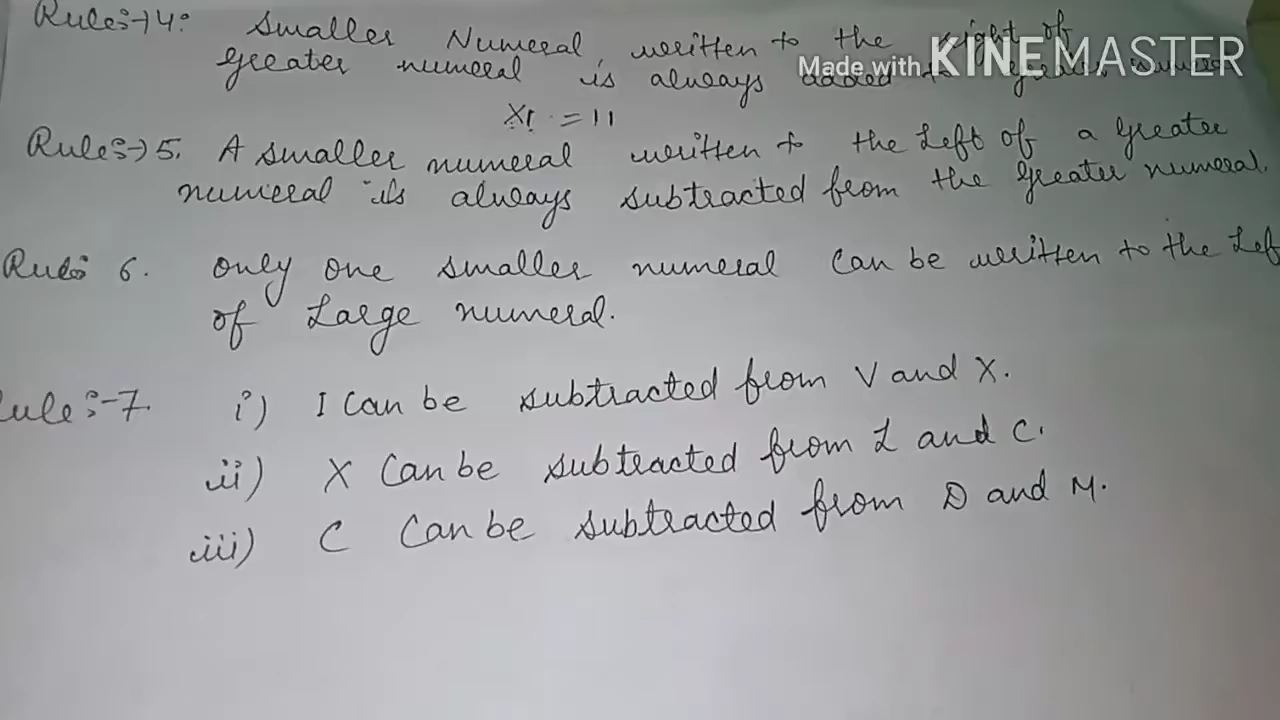 Rule:→4: Smaller Numeral written to the right of
greater numeral is always added to
XI = 11
Rule:→5. A smaller numeral written to the Left of a greater
numeral is always subtracted from the greater numeral.
Rule 6. Only one smaller numeral can be written to the Lef
of Large numeral.
Rule:-7. i) I can be subtracted from V and X.
ii) X can be subtracted from L and C.
iii) C can be subtracted from D and M.
Made with KINEMASTER